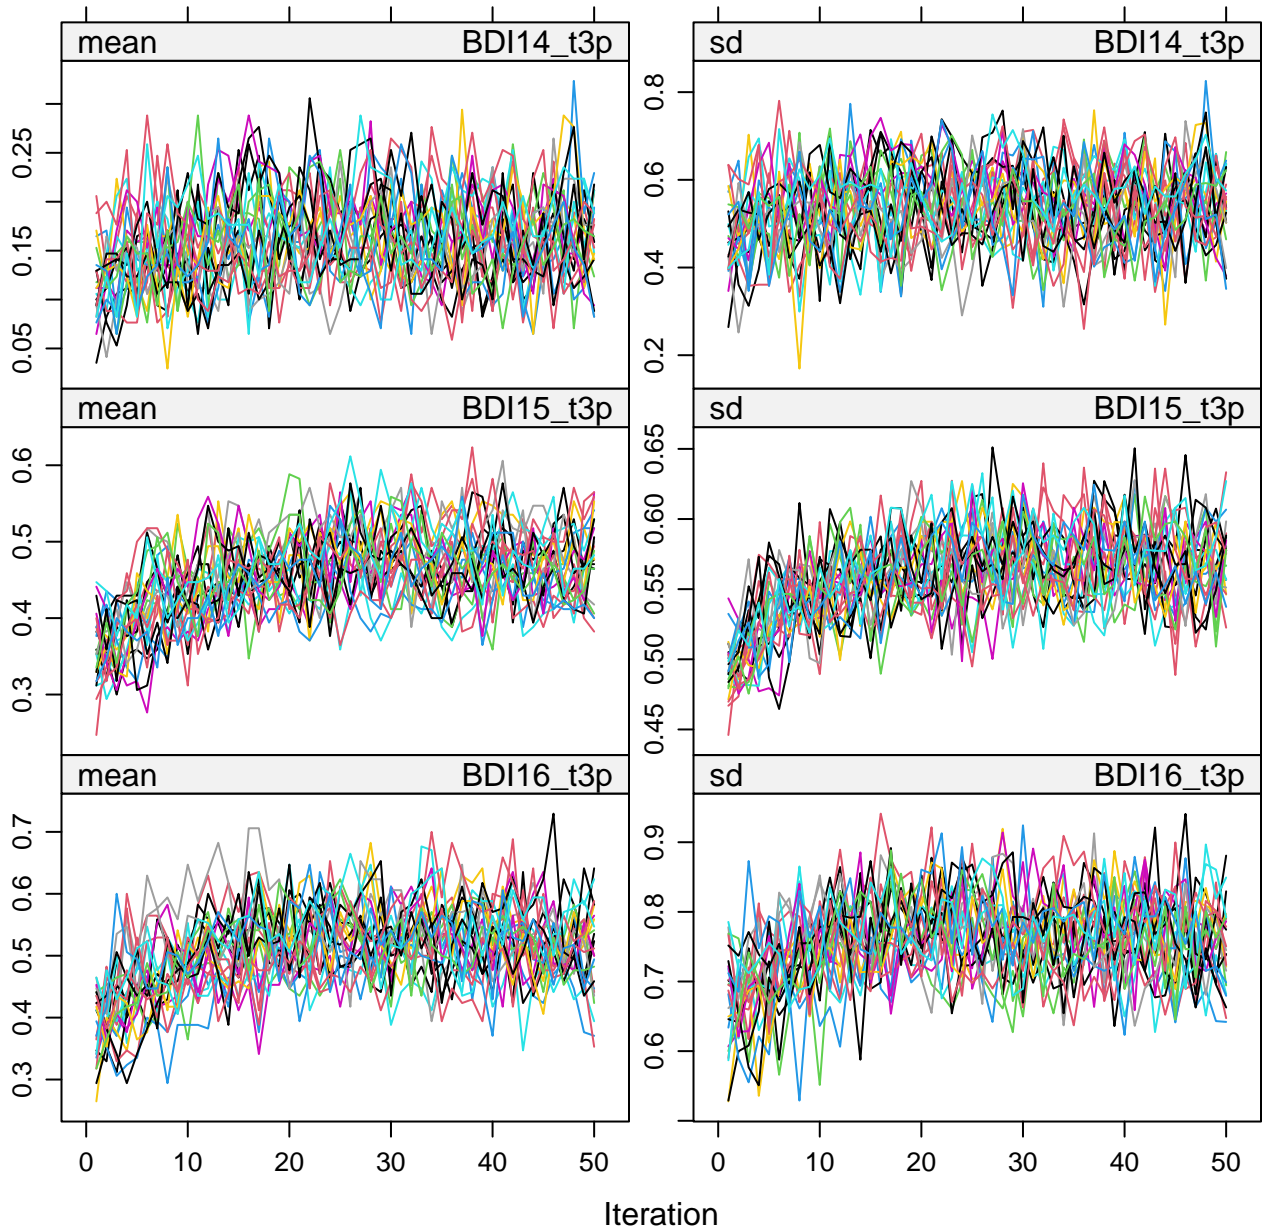 mean BDI14_t3p sd BDI14_t3p
0.05 0.15 0.25
0.2 0.4 0.6 0.8
mean BDI15_t3p sd BDI15_t3p
0.3 0.4 0.5 0.6
0.45 0.50 0.55 0.60 0.65
mean BDI16_t3p sd BDI16_t3p
0.3 0.4 0.5 0.6 0.7
0.6 0.7 0.8 0.9
0 10 20 30 40 50 0 10 20 30 40 50
Iteration